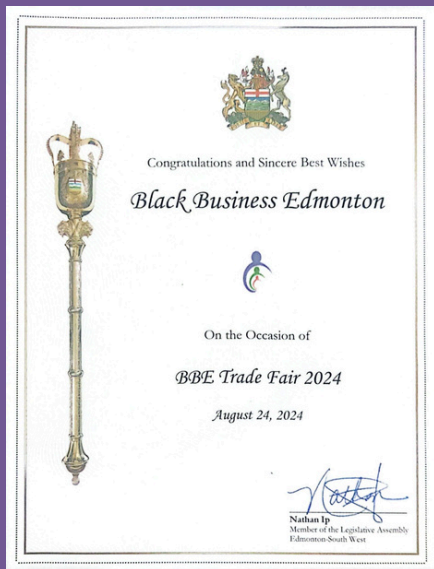 Congratulations and Sincere Best Wishes
Black Business Edmonton
On the Occasion of
BBE Trade Fair 2024
August 24, 2024
Nathan Ip
Member of the Legislative Assembly
Edmonton-South West